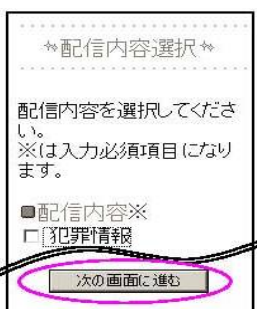 配信内容選択
配信内容を選択してくださ
い。
※は入力必須項目になり
ます。
■配信内容※
□ 犯罪情報
次の画面に進む